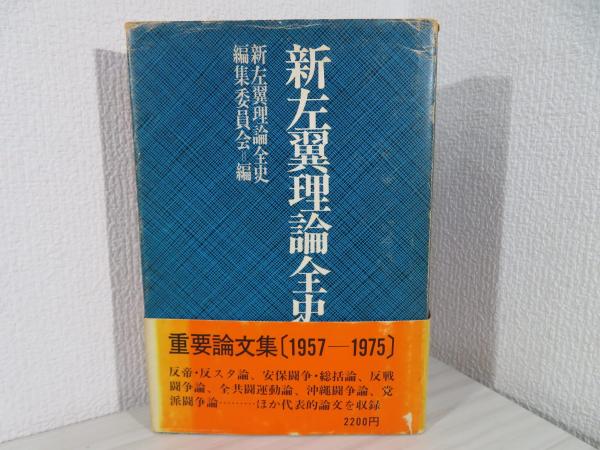 新左翼理論全史
新左翼理論全史
編集委員会＝編
重要論文集〔1957—1975〕
反帝・反スタ論、安保闘争・総括論、反戦
闘争論、全共闘運動論、沖縄闘争論、党
派闘争論………ほか代表的論文を収録
2200円